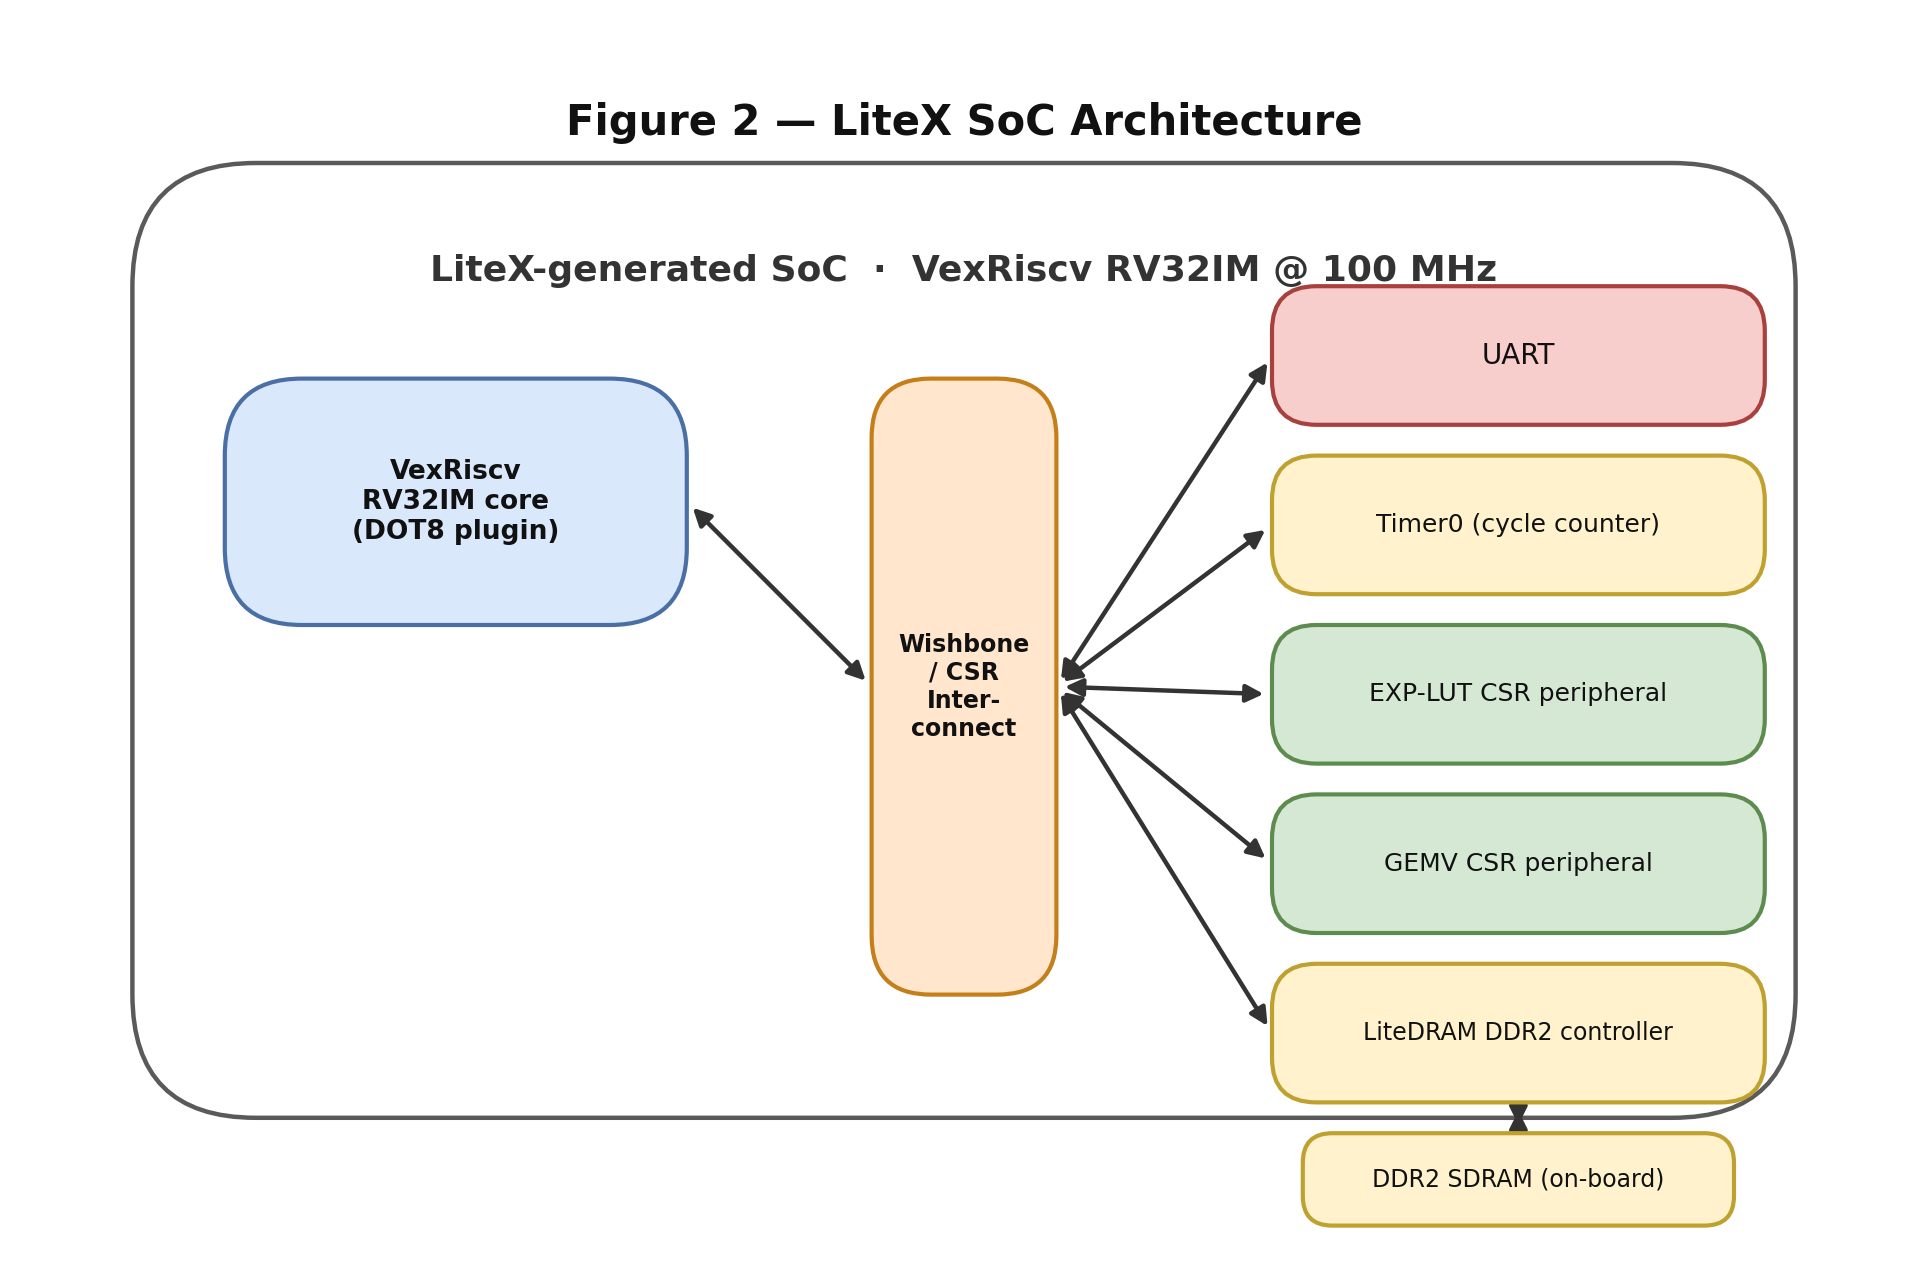 Figure 2 — LiteX SoC Architecture
LiteX-generated SoC · VexRiscv RV32IM @ 100 MHz
VexRiscv
RV32IM core
(DOT8 plugin)
Wishbone
/ CSR
Inter-
connect
UART
Timer0 (cycle counter)
EXP-LUT CSR peripheral
GEMV CSR peripheral
LiteDRAM DDR2 controller
DDR2 SDRAM (on-board)